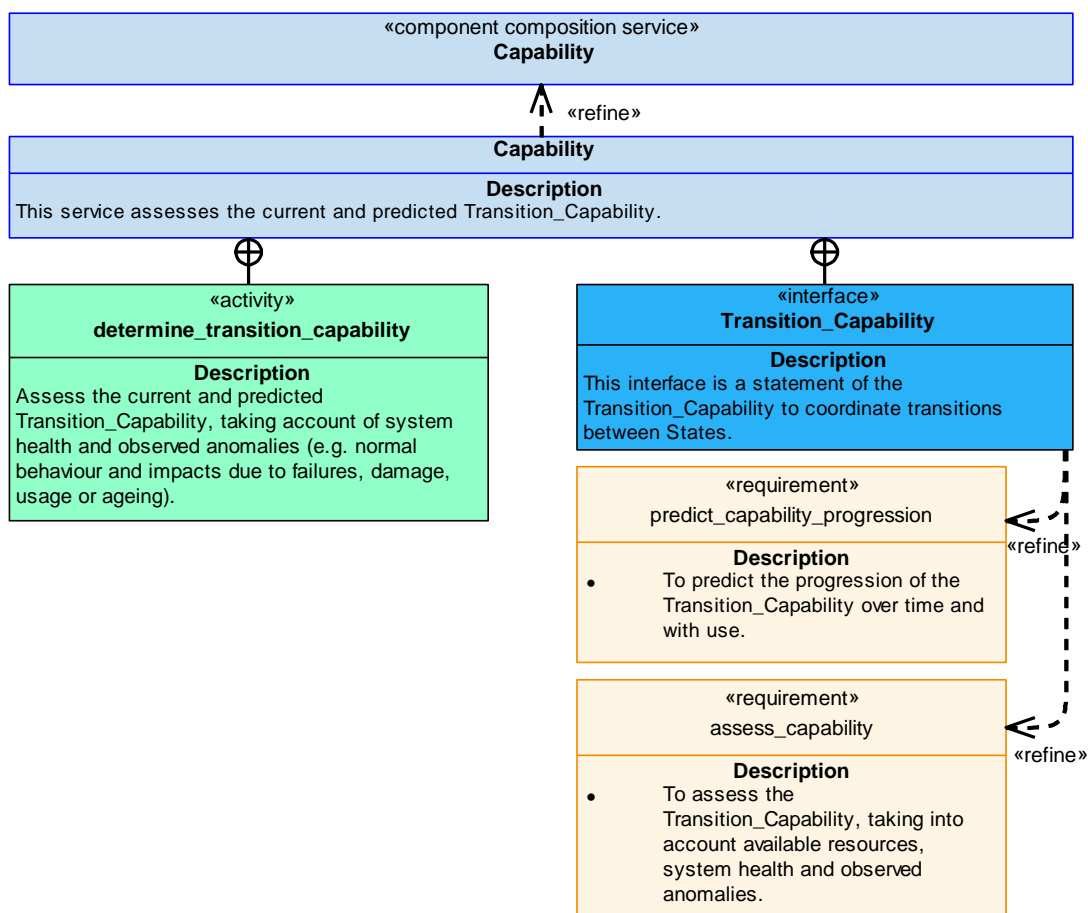 «component composition service»
Capability
«refine»
Capability
Description
This service assesses the current and predicted Transition_Capability.
«activity»
determine_transition_capability
Description
Assess the current and predicted
Transition_Capability, taking account of system
health and observed anomalies (e.g. normal
behaviour and impacts due to failures, damage,
usage or ageing).
«interface»
Transition_Capability
Description
This interface is a statement of the
Transition_Capability to coordinate transitions
between States.
«requirement»
predict_capability_progression
«refine»
Description
• To predict the progression of the
Transition_Capability over time and
with use.
«requirement»
assess_capability
«refine»
Description
• To assess the
Transition_Capability, taking into
account available resources,
system health and observed
anomalies.